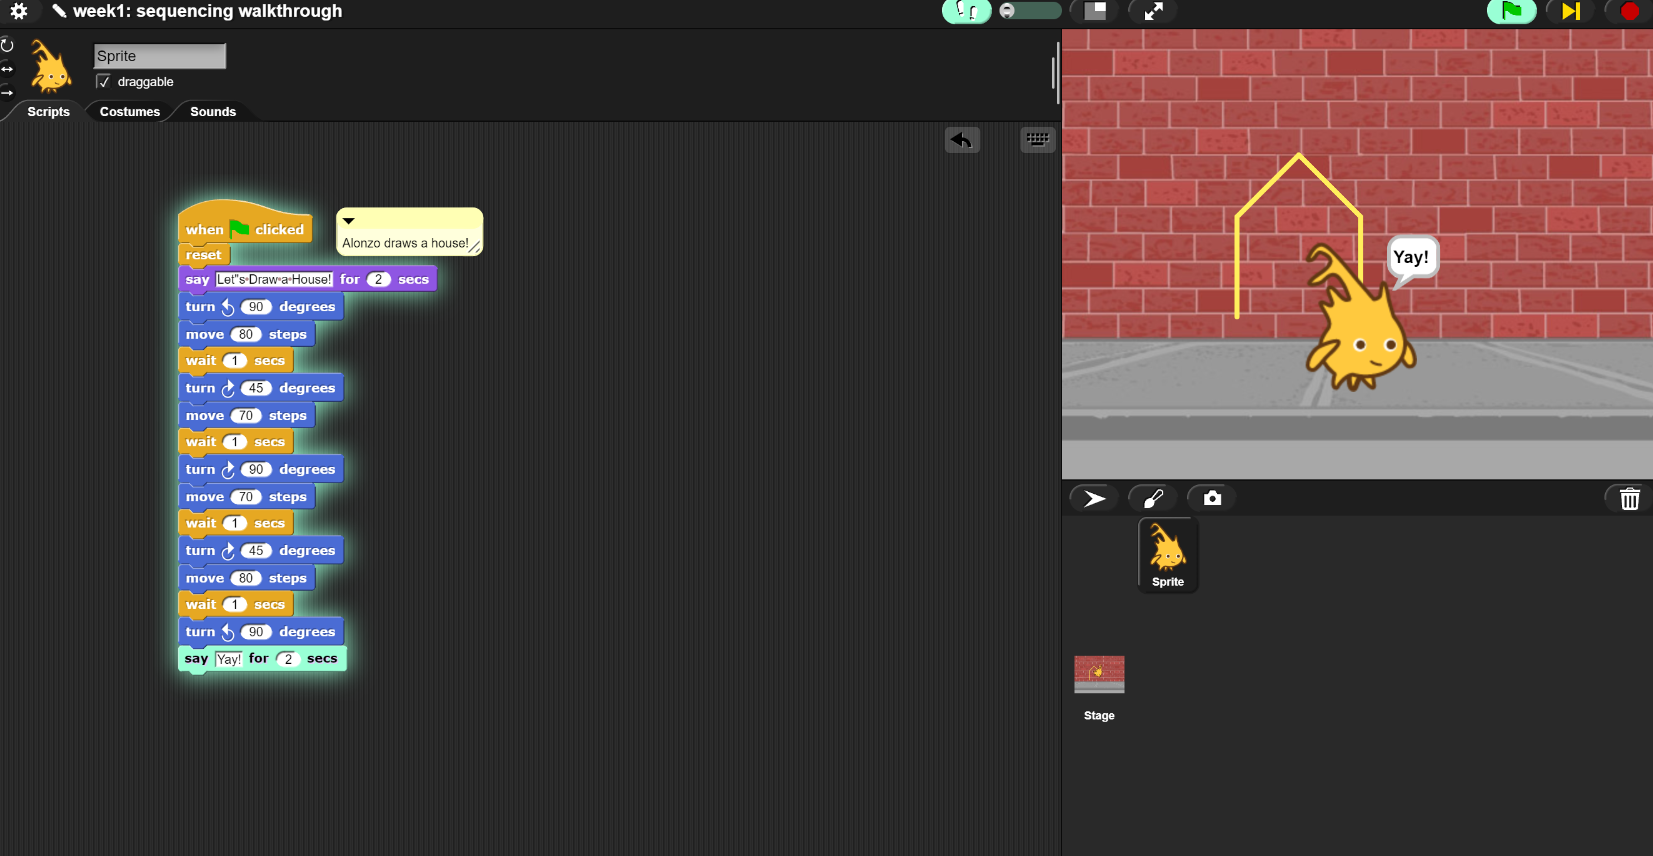 week1: sequencing walkthrough
Sprite
draggable
Scripts Costumes Sounds
when clicked
Alonzo draws a house!
reset
say Let"s Draw a House! for 2 secs
turn 90 degrees
move 80 steps
wait 1 secs
turn 45 degrees
move 70 steps
wait 1 secs
turn 90 degrees
move 70 steps
wait 1 secs
turn 45 degrees
move 80 steps
wait 1 secs
turn 90 degrees
say Yay! for 2 secs
Yay!
Sprite
Stage